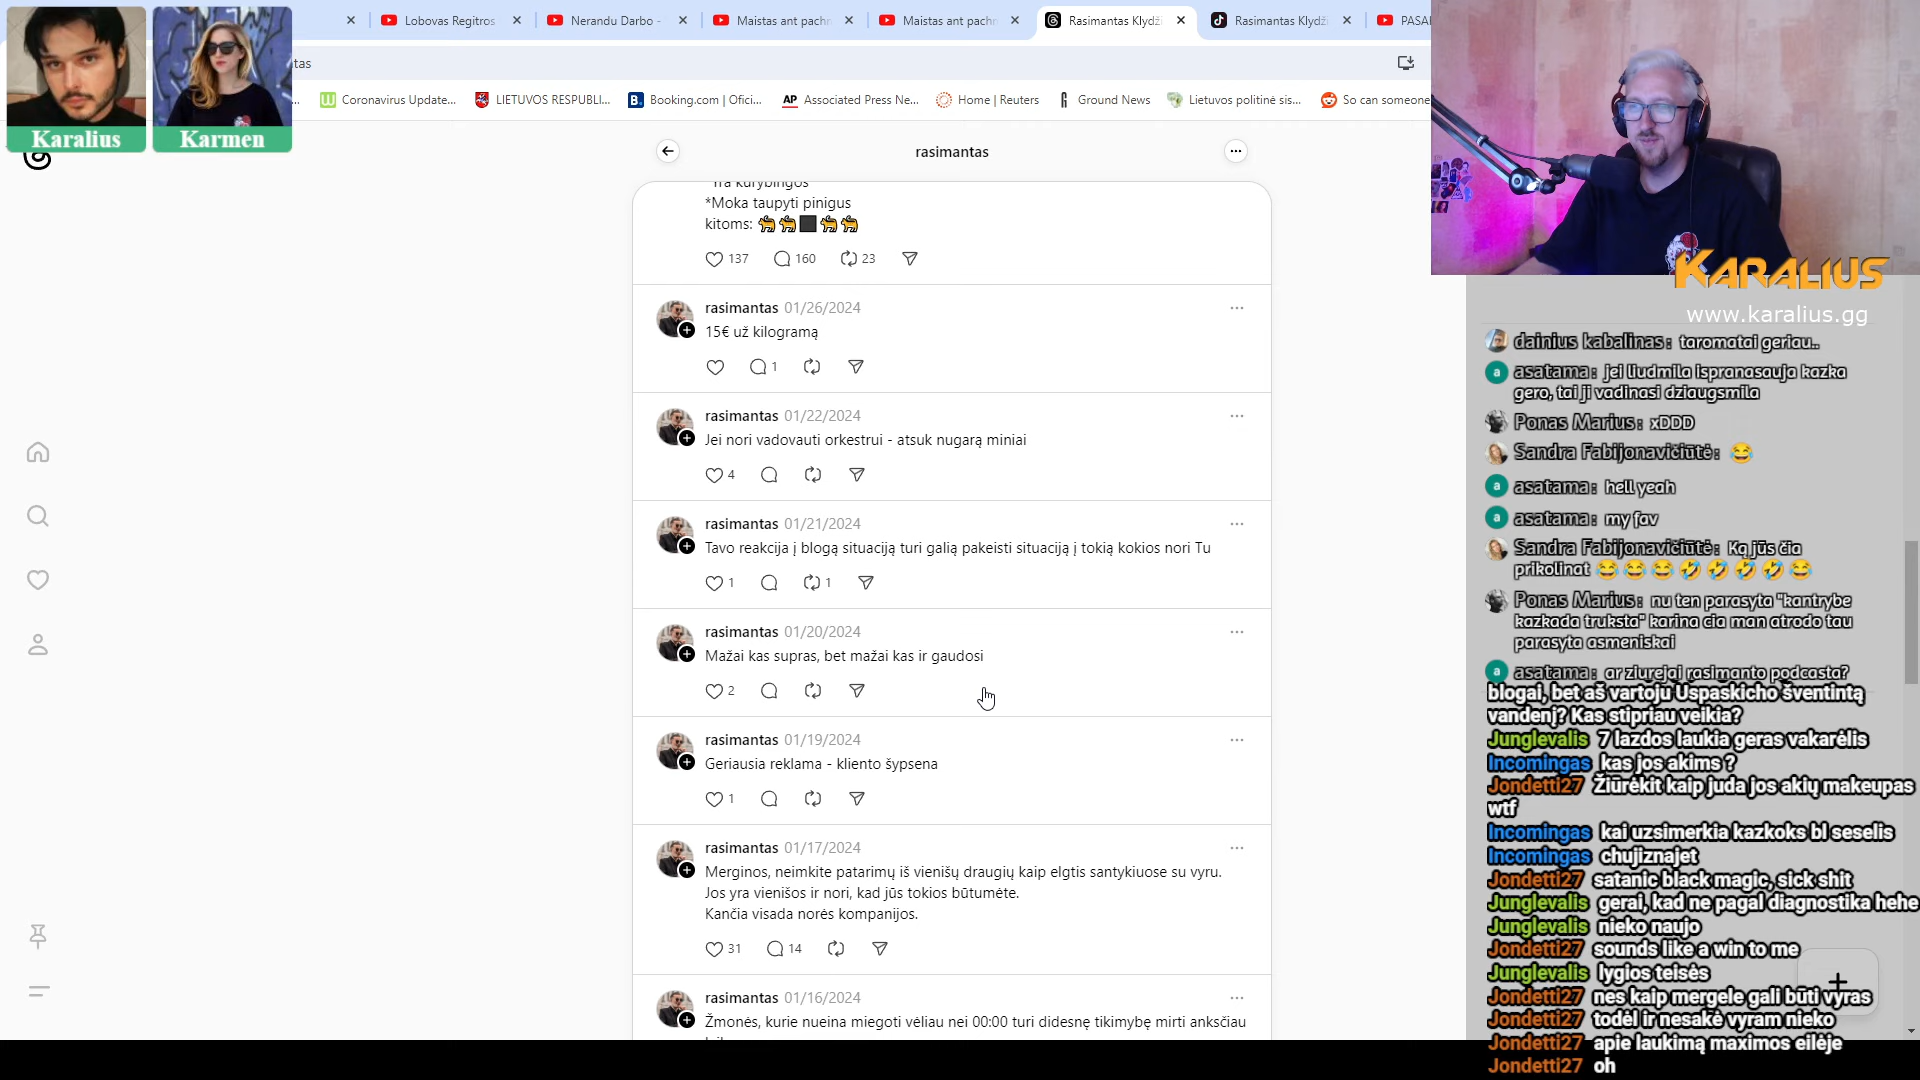 Lobovas Regitros
Nerandu Darbo -
Maistas ant pachm
Maistas ant pachm
Rasimantas Klydži
Rasimantas Klydži
PASAI
tas
Coronavirus Update...
LIETUVOS RESPUBLI...
Booking.com | Ofici...
Associated Press Ne...
Home | Reuters
Ground News
Lietuvos politinė sis...
So can someone
Karalius
Karmen
rasimantas
*Moka taupyti pinigus
kitoms: 🐈🐈⬛🐈🐈
137
160
23
rasimantas 01/26/2024
15€ už kilogramą
1
rasimantas 01/22/2024
Jei nori vadovauti orkestrui - atsuk nugarą miniai
4
rasimantas 01/21/2024
Tavo reakcija į blogą situaciją turi galią pakeisti situaciją į tokią kokios nori Tu
1
1
rasimantas 01/20/2024
Mažai kas supras, bet mažai kas ir gaudosi
2
rasimantas 01/19/2024
Geriausia reklama - kliento šypsena
1
rasimantas 01/17/2024
Merginos, neimkite patarimų iš vienišų draugių kaip elgtis santykiuose su vyru.
Jos yra vienišos ir nori, kad jūs tokios būtumėte.
Kančia visada norės kompanijos.
31
14
rasimantas 01/16/2024
Žmonės, kurie nueina miegoti vėliau nei 00:00 turi didesnę tikimybę mirti anksčiau
KARALIUS
www.karalius.gg
dainius kabalinas: taromatai geriau..
asatama: jei liudmila ispranasauja kazka
gero, tai ji vadinasi dziaugsmila
Ponas Marius: xDDD
Sandra Fabijonavičiūtė: 😂
asatama: hell yeah
asatama: my fav
Sandra Fabijonavičiūtė: Ką jūs čia
prikolinat 😂😂😂🤣🤣🤣🤣😂
Ponas Marius: nu ten parasyta "kantrybe
kazkada truksta" karina cia man atrodo tau
parasyta asmeniskai
asatama: ar ziurejai rasimanto podcasta?
blogai, bet aš vartoju Uspaskicho šventintą
vandenį? Kas stipriau veikia?
Junglevalis 7 lazdos laukia geras vakarėlis
Incomingas kas jos akims ?
Jondetti27 Žiūrėkit kaip juda jos akių makeupas
wtf
Incomingas kai uzsimerkia kazkoks bl seselis
Incomingas chujiznajet
Jondetti27 satanic black magic, sick shit
Junglevalis gerai, kad ne pagal diagnostika hehe
Junglevalis nieko naujo
Jondetti27 sounds like a win to me
Junglevalis lygios teisės
Jondetti27 nes kaip mergele gali būti vyras
Jondetti27 todėl ir nesakė vyram nieko
Jondetti27 apie laukimą maximos eilėje
Jondetti27 oh